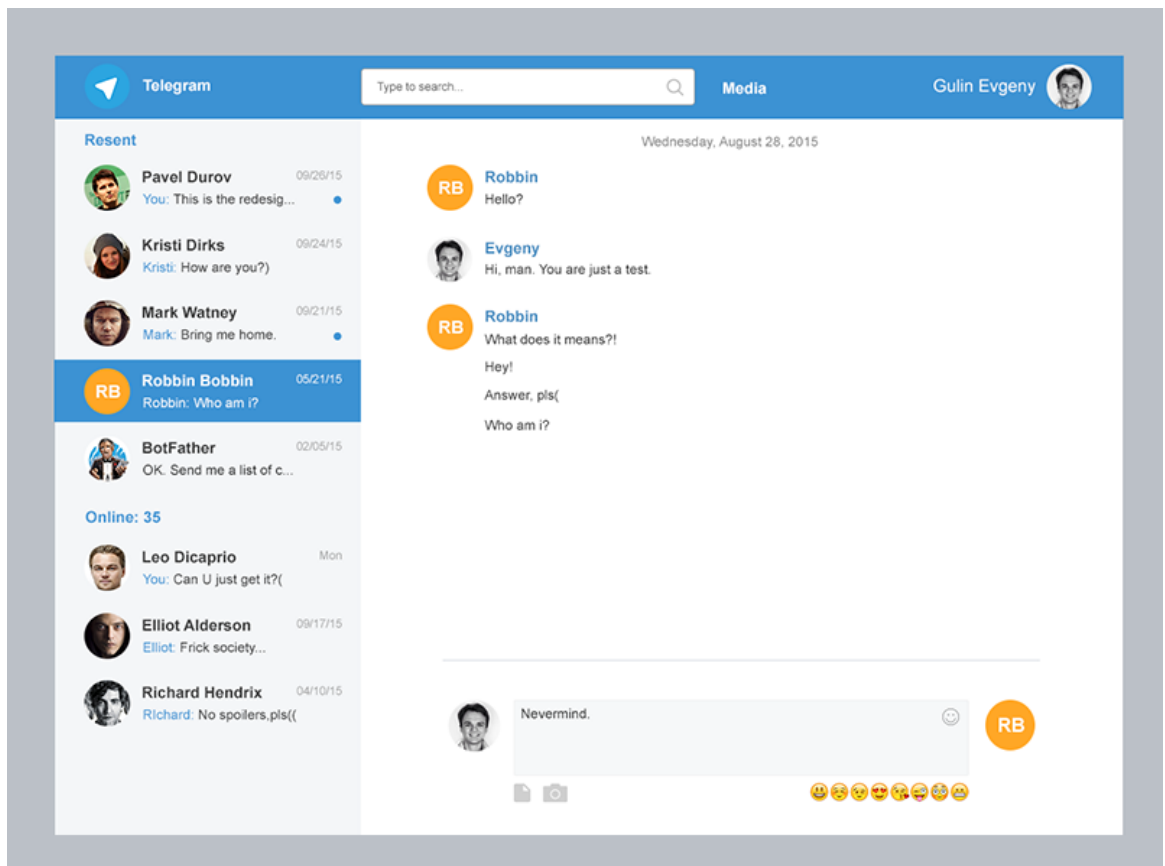 Telegram
Type to search...
Media
Gulin Evgeny
Resent
Pavel Durov 09/26/15
You: This is the redesig...
Kristi Dirks 09/24/15
Kristi: How are you?)
Mark Watney 09/21/15
Mark: Bring me home.
RB
Robbin Bobbin 05/21/15
Robbin: Who am i?
BotFather 02/05/15
OK. Send me a list of c...
Online: 35
Leo Dicaprio Mon
You: Can U just get it?(
Elliot Alderson 09/17/15
Elliot: Frick society...
Richard Hendrix 04/10/15
RIchard: No spoilers,pls((
Wednesday, August 28, 2015
RB
Robbin
Hello?
Evgeny
Hi, man. You are just a test.
RB
Robbin
What does it means?!
Hey!
Answer, pls(
Who am i?
Nevermind.
RB